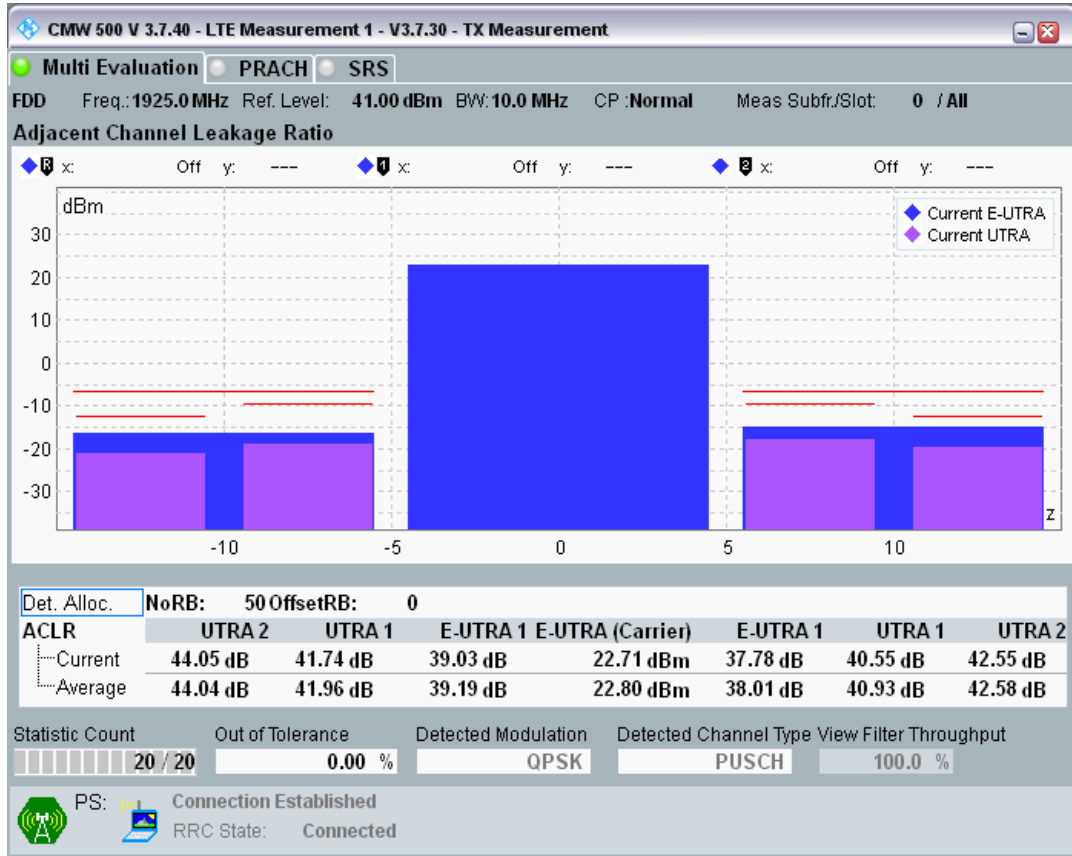 CMW 500 V 3.7.40 - LTE Measurement 1 - V3.7.30 - TX Measurement
Multi Evaluation PRACH SRS
FDD Freq.: 1925.0 MHz Ref. Level: 41.00 dBm BW: 10.0 MHz CP :Normal Meas Subfr./Slot: 0 / All
Adjacent Channel Leakage Ratio
R x: Off y: --- 1 x: Off y: --- 2 x: Off y: ---
dBm
Current E-UTRA
Current UTRA
30
20
10
0
-10
-20
-30
z
-10 -5 0 5 10
Det. Alloc. NoRB: 50 OffsetRB: 0
ACLR UTRA 2 UTRA 1 E-UTRA 1 E-UTRA (Carrier) E-UTRA 1 UTRA 1 UTRA 2
Current 44.05 dB 41.74 dB 39.03 dB 22.71 dBm 37.78 dB 40.55 dB 42.55 dB
Average 44.04 dB 41.96 dB 39.19 dB 22.80 dBm 38.01 dB 40.93 dB 42.58 dB
Statistic Count Out of Tolerance Detected Modulation Detected Channel Type View Filter Throughput
20 / 20 0.00 % QPSK PUSCH 100.0 %
PS: Connection Established
RRC State: Connected